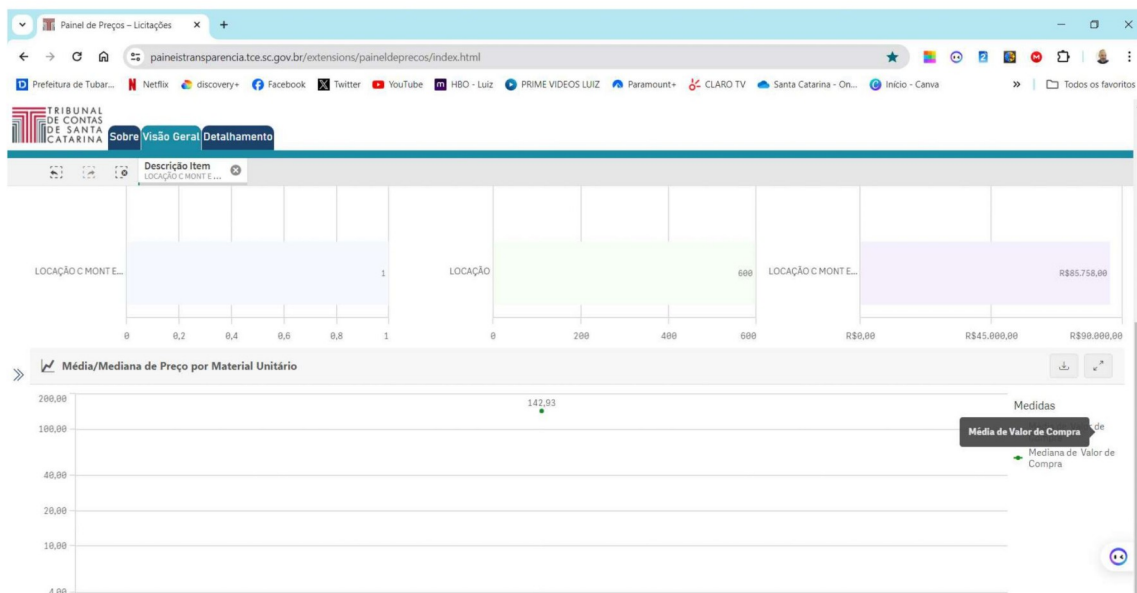 Painel de Preços – Licitações
paineistransparencia.tce.sc.gov.br/extensions/paineldeprecos/index.html
Prefeitura de Tubar... Netflix discovery+ Facebook Twitter YouTube HBO - Luiz PRIME VIDEOS LUIZ Paramount+ CLARO TV Santa Catarina - On... Início - Canva » Todos os favoritos
TRIBUNAL
DE CONTAS
DE SANTA
CATARINA
Sobre Visão Geral Detalhamento
Descrição Item
LOCAÇÃO C MONT E ...
LOCAÇÃO C MONT E... 1 LOCAÇÃO 600 LOCAÇÃO C MONT E... R$85.758,00
0 0,2 0,4 0,6 0,8 1 0 200 400 600 R$0,00 R$45.000,00 R$90.000,00
Média/Mediana de Preço por Material Unitário
200,00
142,93
Medidas
100,00
Média de Valor de Compra
de
Mediana de Valor de
Compra
40,00
20,00
10,00
4,00